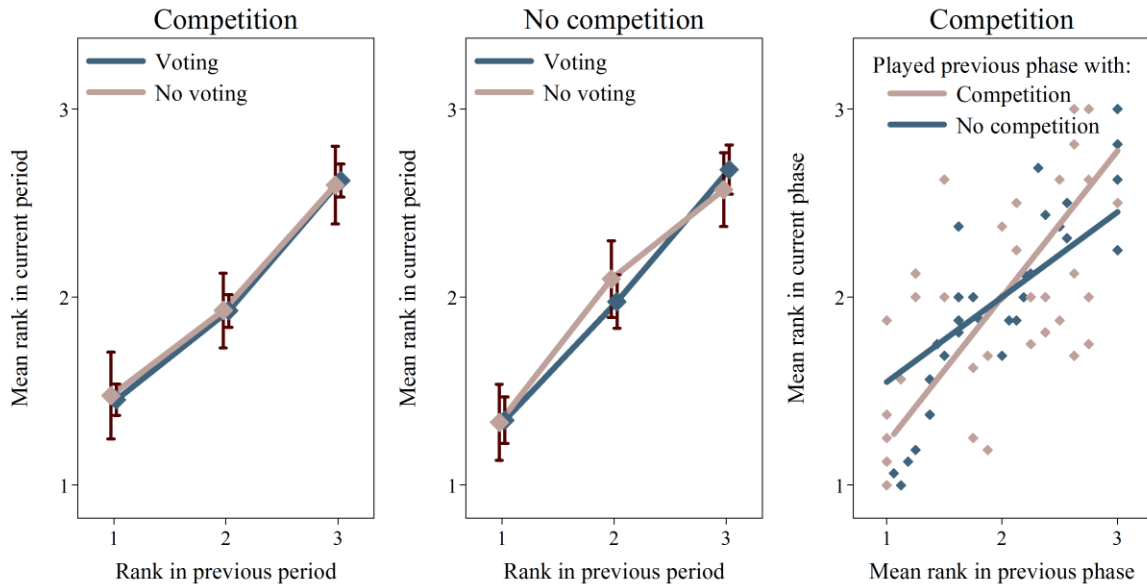 Competition
Voting
No voting
3
2
1
1 2 3
Mean rank in current period
Rank in previous period
No competition
Voting
No voting
3
2
1
1 2 3
Mean rank in current period
Rank in previous period
Competition
Played previous phase with:
Competition
No competition
3
2
1
1 2 3
Mean rank in current phase
Mean rank in previous phase